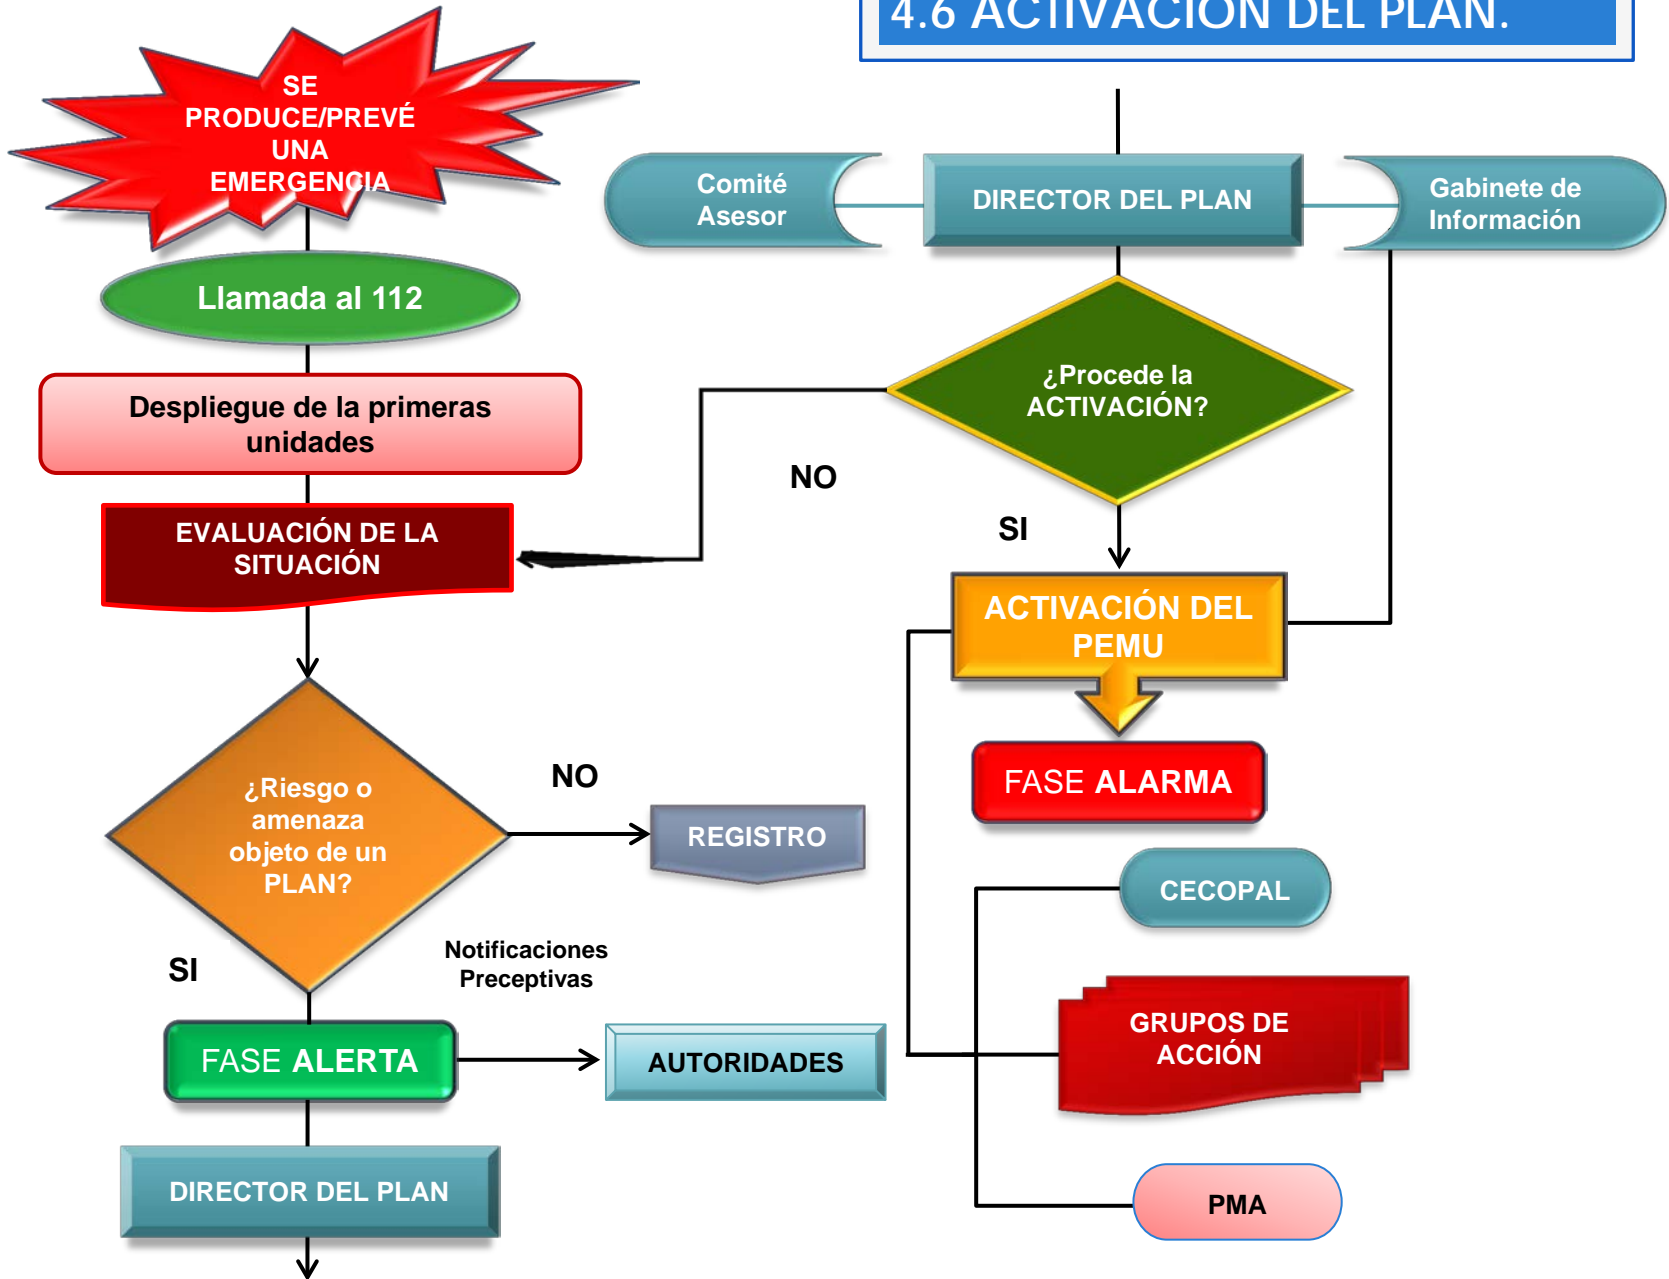 4.6 ACTIVACIÓN DEL PLAN.
SE
PRODUCE/PREVÉ
UNA
EMERGENCIA
Llamada al 112
Despliegue de la primeras
unidades
EVALUACIÓN DE LA
SITUACIÓN
¿Riesgo o
amenaza
objeto de un
PLAN?
NO
REGISTRO
SI
Notificaciones
Preceptivas
FASE ALERTA
AUTORIDADES
DIRECTOR DEL PLAN
Comité
Asesor
DIRECTOR DEL PLAN
Gabinete de
Información
¿Procede la
ACTIVACIÓN?
NO
SI
ACTIVACIÓN DEL
PEMU
FASE ALARMA
CECOPAL
GRUPOS DE
ACCIÓN
PMA